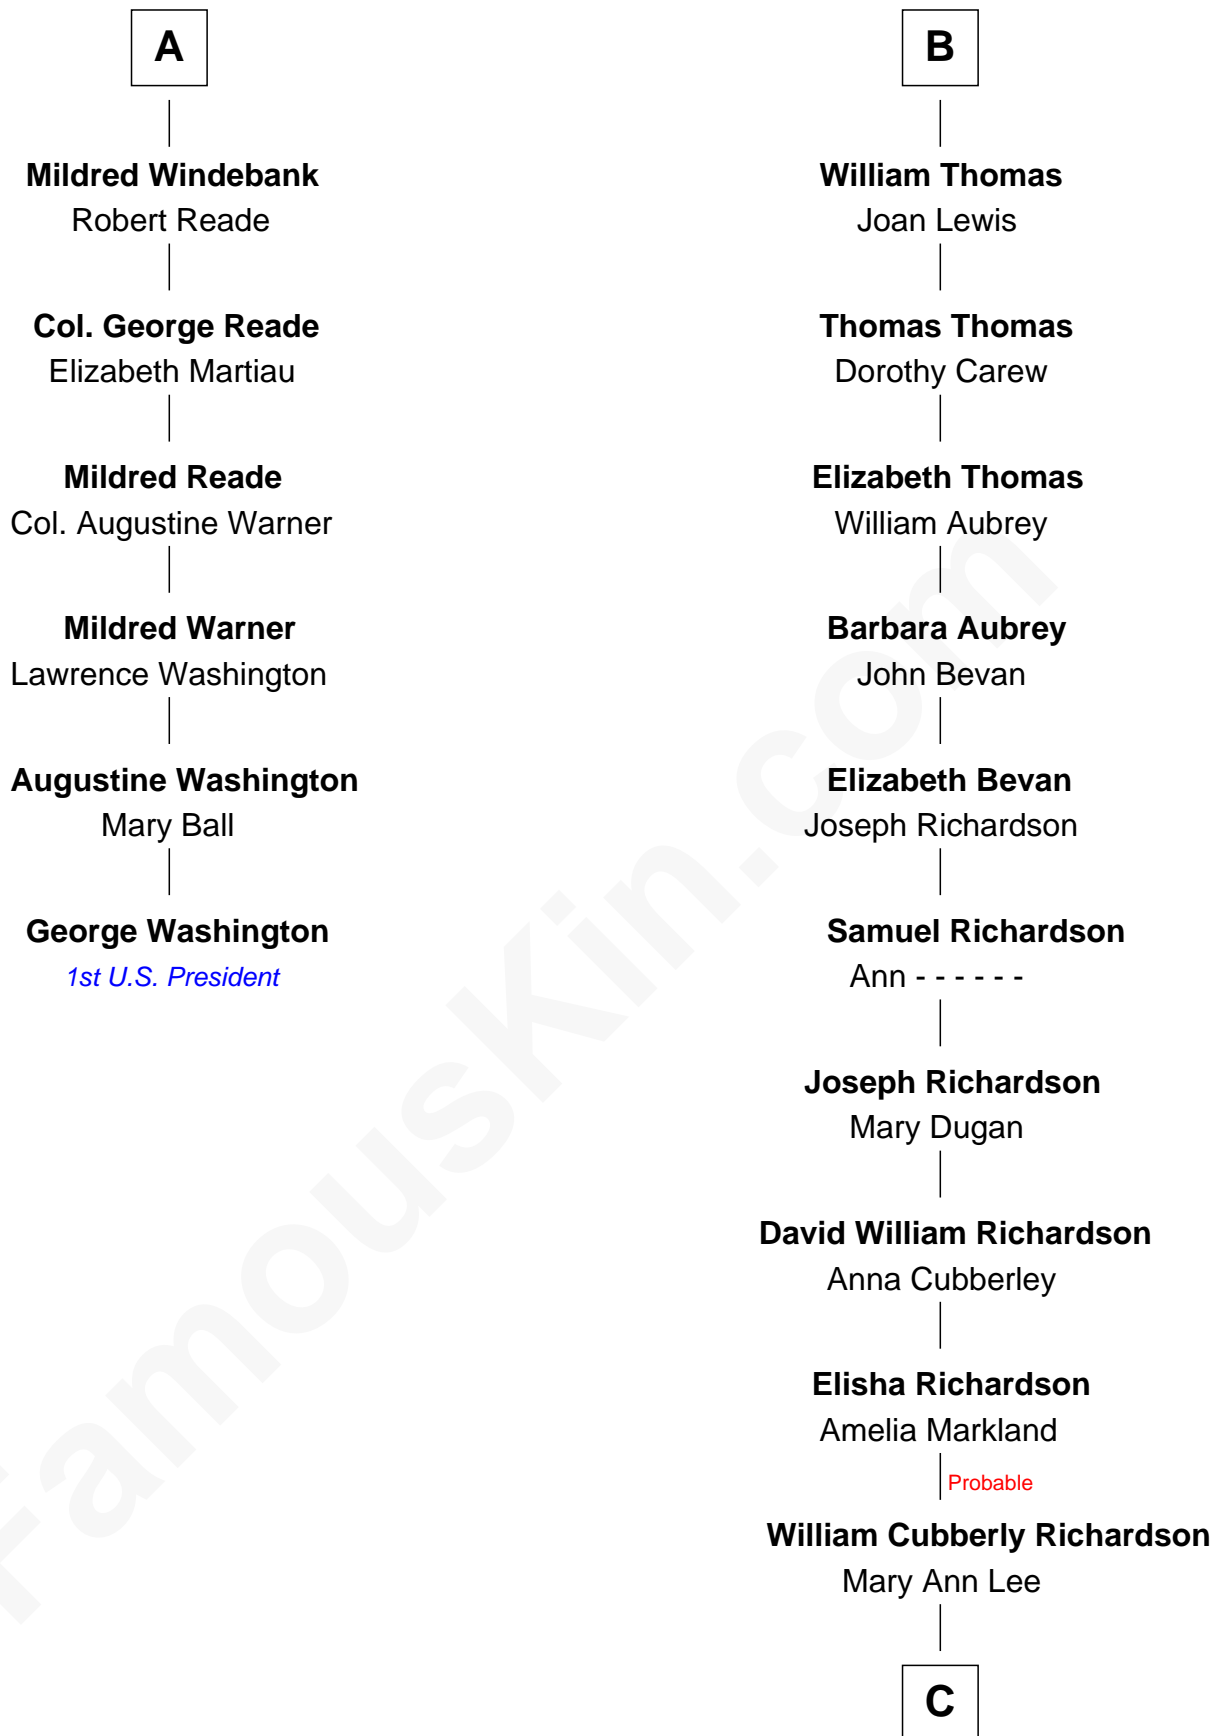 A
Mildred Windebank
Robert Reade
Col. George Reade
Elizabeth Martiau
Mildred Reade
Col. Augustine Warner
Mildred Warner
Lawrence Washington
Augustine Washington
Mary Ball
George Washington
1st U.S. President
B
William Thomas
Joan Lewis
Thomas Thomas
Dorothy Carew
Elizabeth Thomas
William Aubrey
Barbara Aubrey
John Bevan
Elizabeth Bevan
Joseph Richardson
Samuel Richardson
Ann - - - - - -
Joseph Richardson
Mary Dugan
David William Richardson
Anna Cubberley
Elisha Richardson
Amelia Markland
Probable
William Cubberly Richardson
Mary Ann Lee
C
FamousKin.com